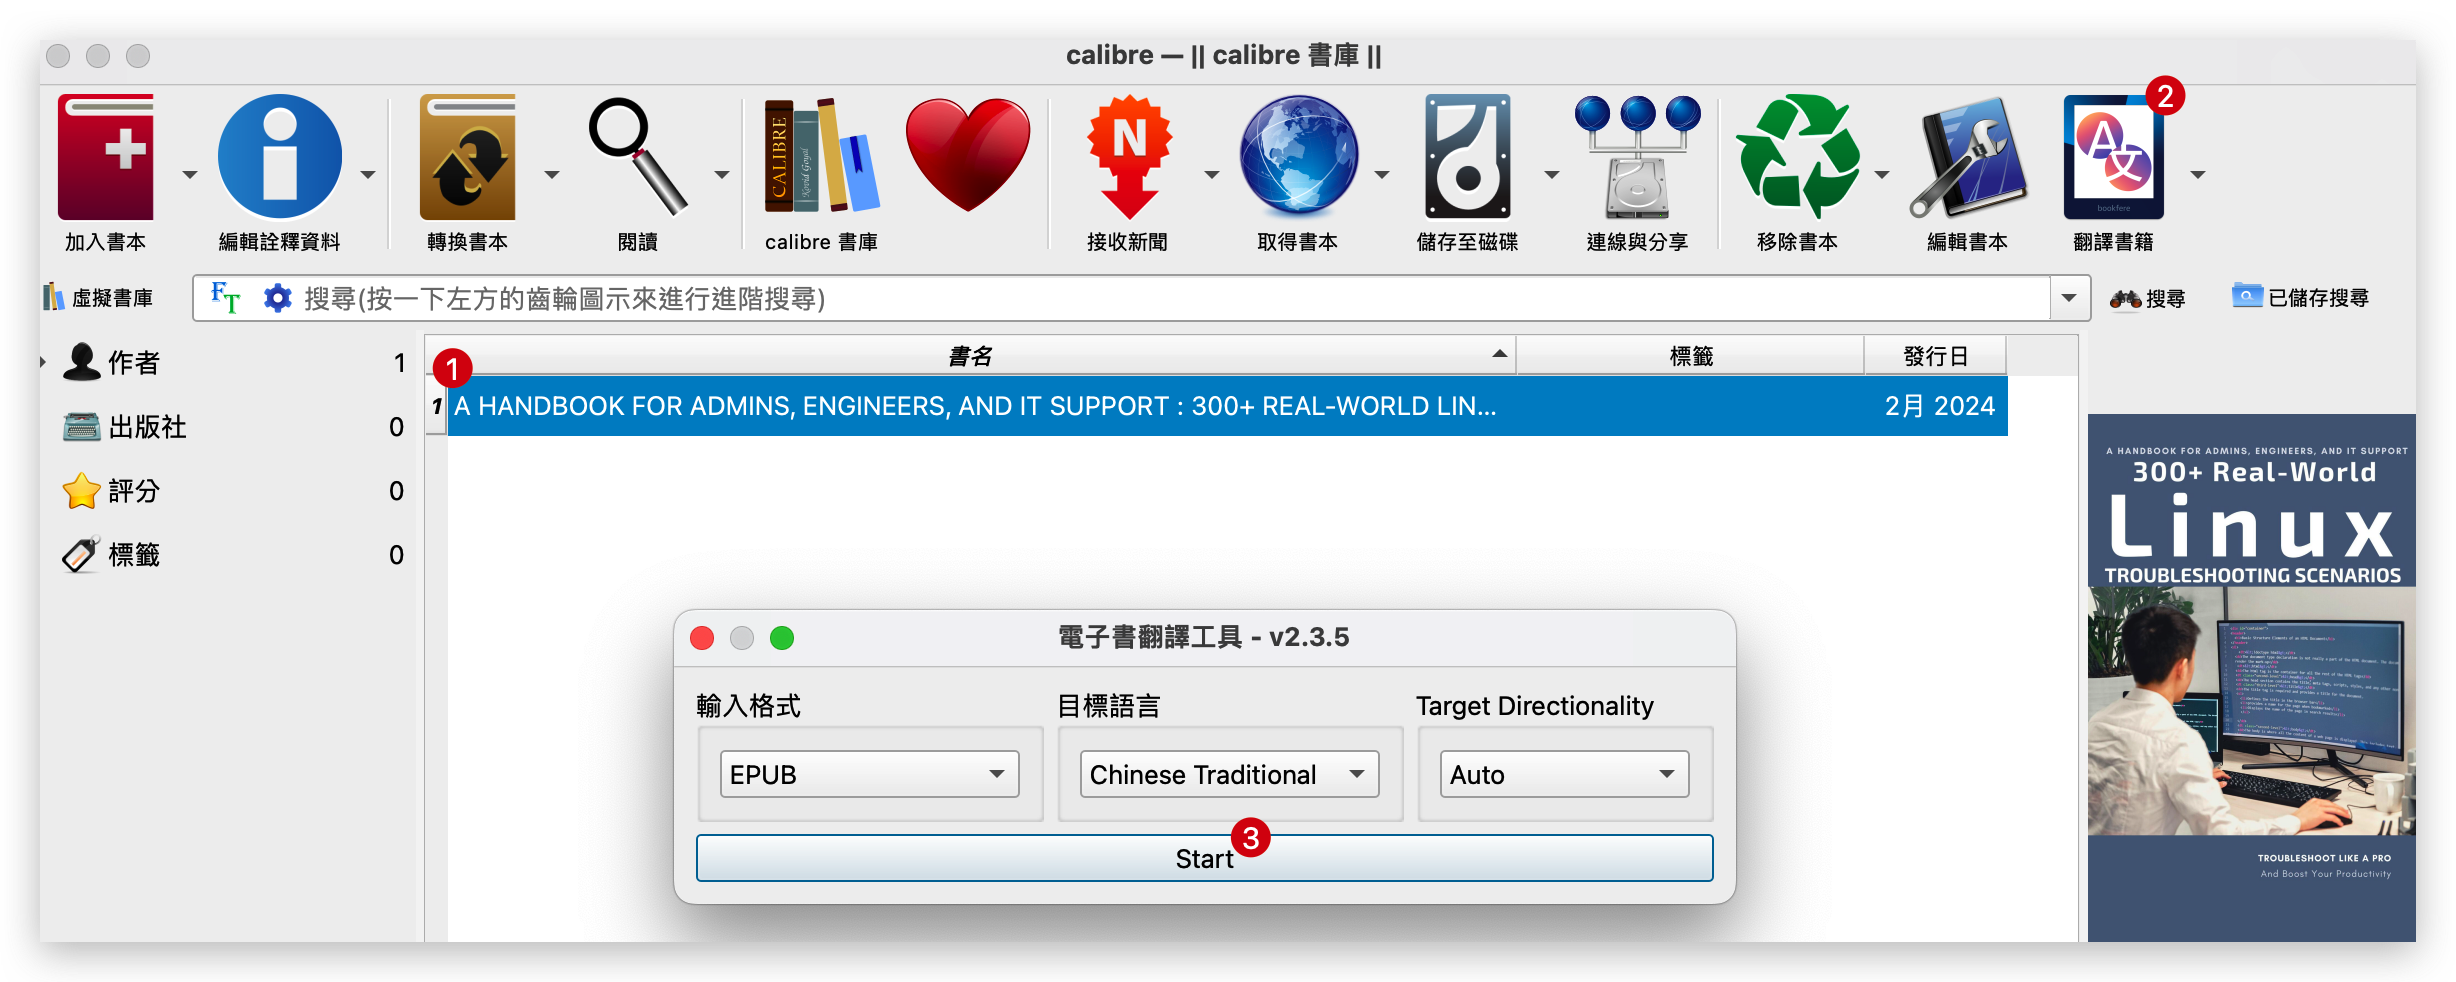 calibre — || calibre 書庫 ||
CALIBRE
Kovid Goyal
N
A
文
bookfere
2
加入書本
編輯詮釋資料
轉換書本
閱讀
calibre 書庫
接收新聞
取得書本
儲存至磁碟
連線與分享
移除書本
編輯書本
翻譯書籍
虛擬書庫
FT
搜尋(按一下左方的齒輪圖示來進行進階搜尋)
搜尋
已儲存搜尋
作者 1
出版社 0
評分 0
標籤 0
1
書名
標籤
發行日
1
A HANDBOOK FOR ADMINS, ENGINEERS, AND IT SUPPORT : 300+ REAL-WORLD LIN...
2月 2024
A HANDBOOK FOR ADMINS, ENGINEERS, AND IT SUPPORT
300+ Real-World
Linux
TROUBLESHOOTING SCENARIOS
TROUBLESHOOT LIKE A PRO
And Boost Your Productivity
電子書翻譯工具 - v2.3.5
輸入格式
目標語言
Target Directionality
EPUB
Chinese Traditional
Auto
3
Start